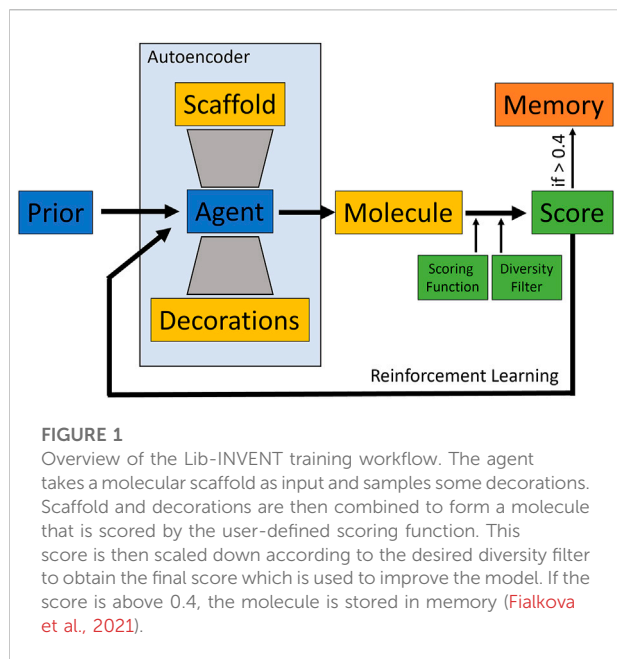 Autoencoder
Scaffold
Memory
if > 0.4
Prior
Agent
Molecule
Score
Scoring
Function
Diversity
Filter
Decorations
Reinforcement Learning
FIGURE 1
Overview of the Lib-INVENT training workflow. The agent
takes a molecular scaffold as input and samples some decorations.
Scaffold and decorations are then combined to form a molecule
that is scored by the user-defined scoring function. This
score is then scaled down according to the desired diversity filter
to obtain the final score which is used to improve the model. If the
score is above 0.4, the molecule is stored in memory (Fialkova
et al., 2021).